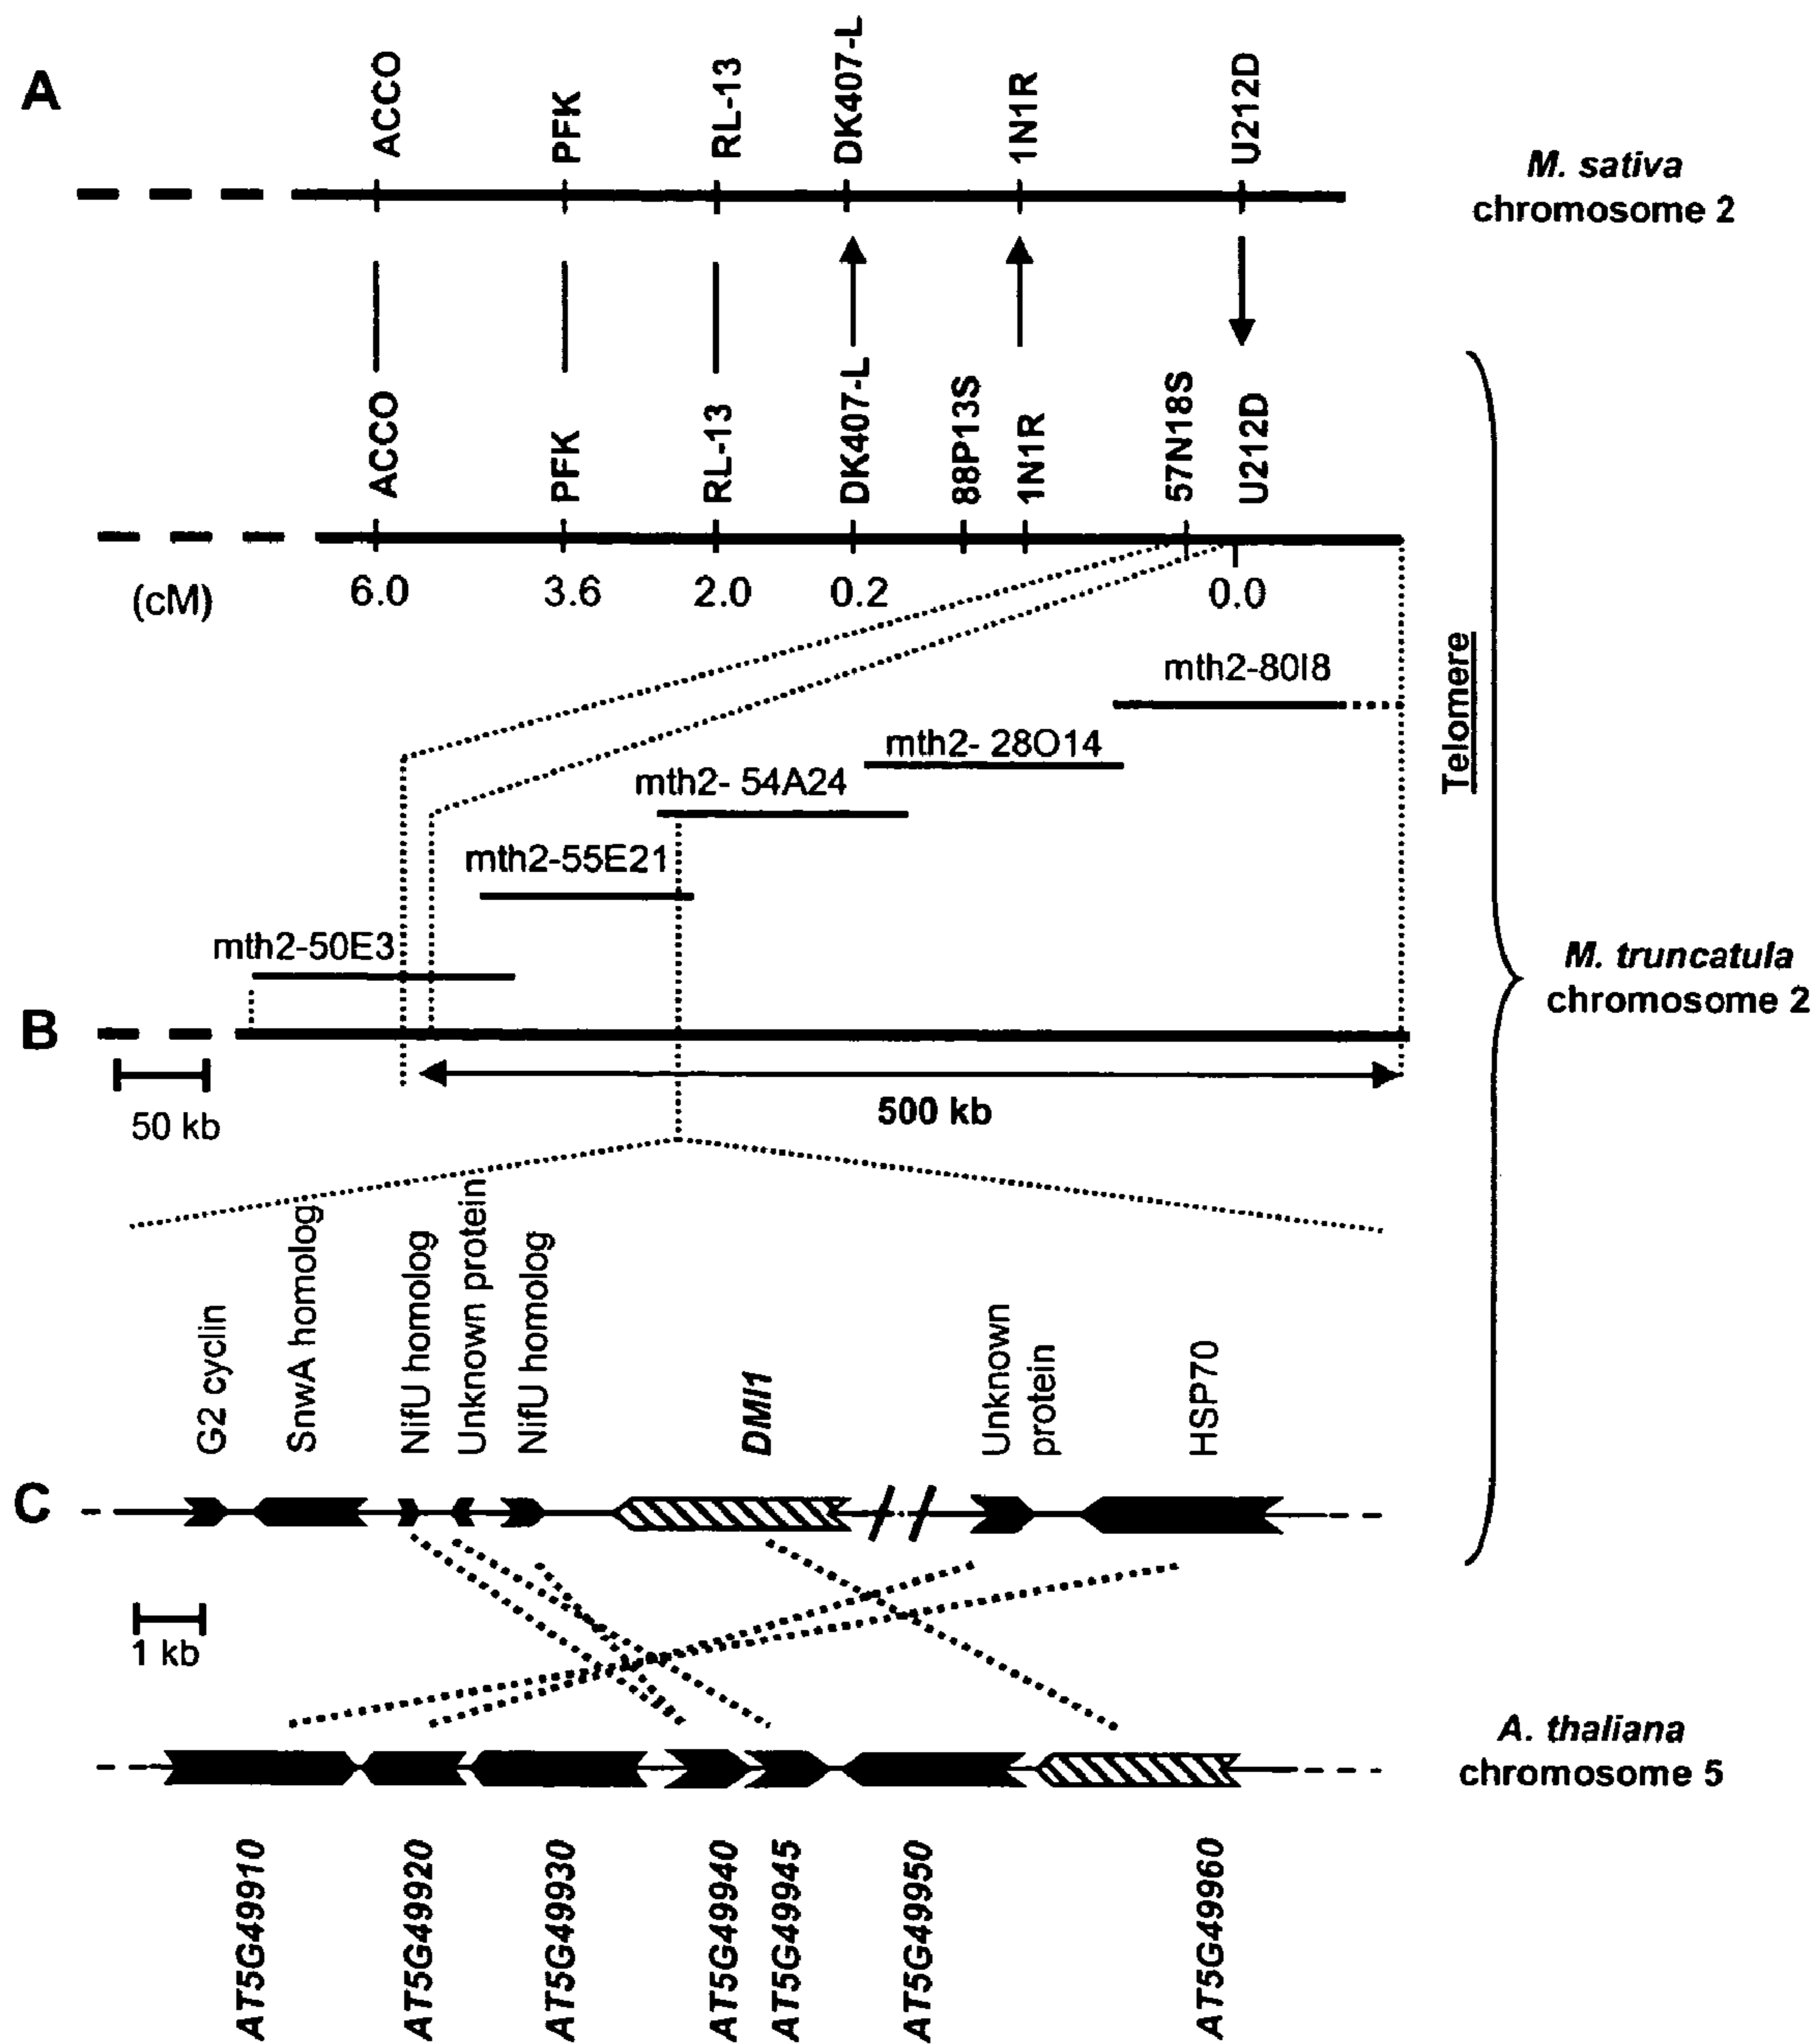 A
ACCO
PFK
RL-13
DK407-L
1N1R
U212D
M. sativa
chromosome 2
ACCO
PFK
RL-13
DK407-L
88P13S
1N1R
57N18S
U212D
(cM)
6.0
3.6
2.0
0.2
0.0
Telomere
mth2-80I8
mth2- 28O14
mth2- 54A24
mth2-55E21
mth2-50E3
M. truncatula
chromosome 2
B
50 kb
500 kb
G2 cyclin
SnwA homolog
NifU homolog
Unknown protein
NifU homolog
DMI1
Unknown
protein
HSP70
C
1 kb
A. thaliana
chromosome 5
AT5G49910
AT5G49920
AT5G49930
AT5G49940
AT5G49945
AT5G49950
AT5G49960